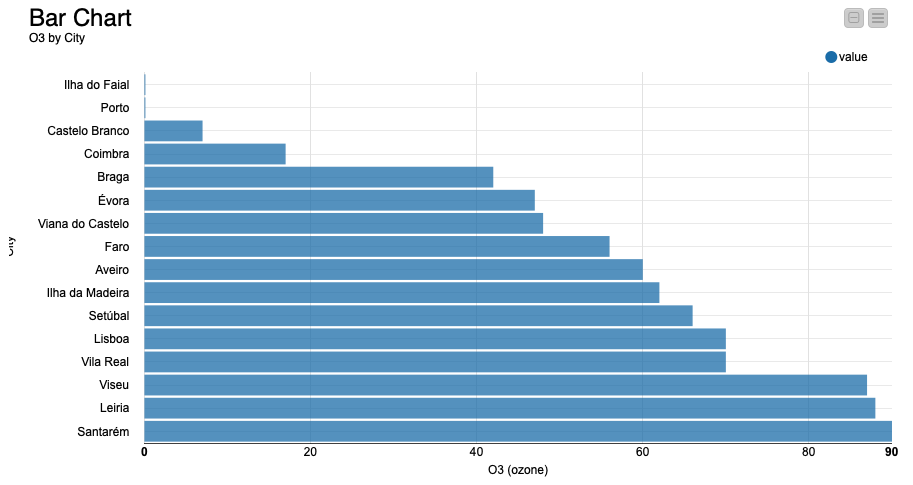 Bar Chart
O3 by City
value
Ilha do Faial
Porto
Castelo Branco
Coimbra
Braga
Évora
Viana do Castelo
Faro
Aveiro
Ilha da Madeira
Setúbal
Lisboa
Vila Real
Viseu
Leiria
Santarém
City
0 20 40 60 80 90
O3 (ozone)